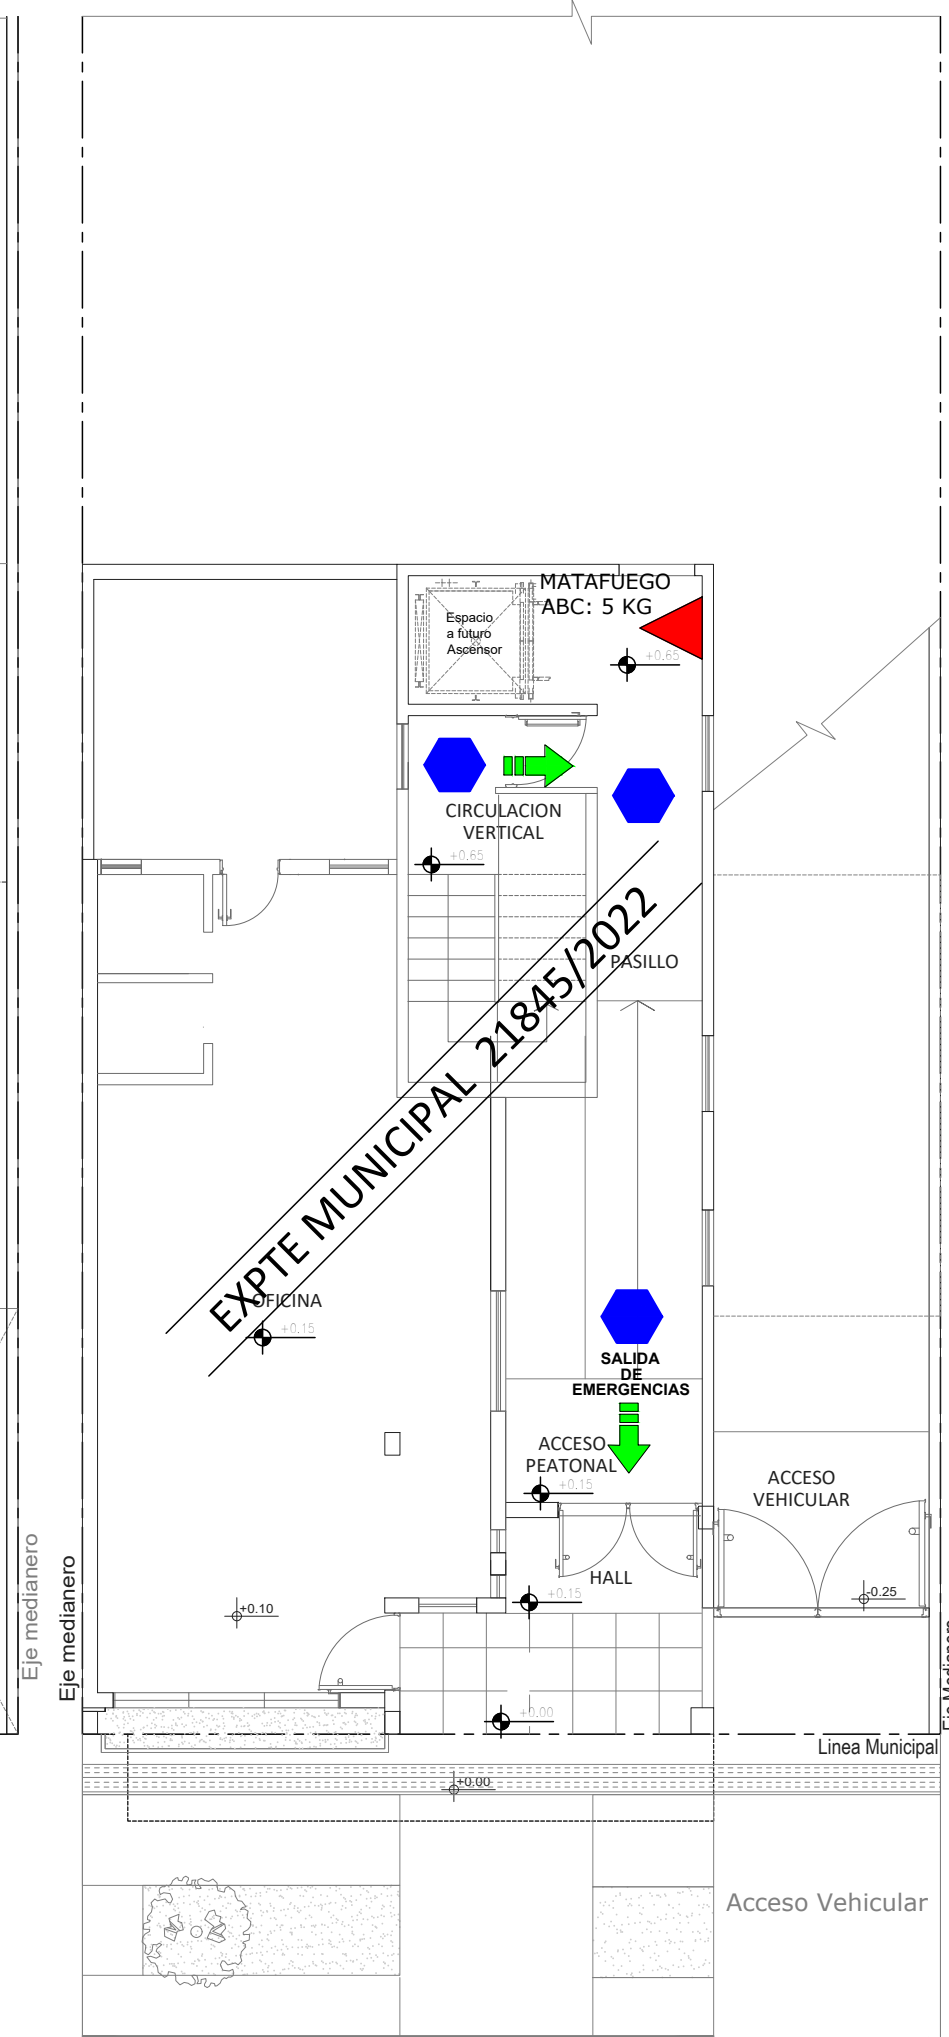 MATAFUEGO
ABC: 5 KG
Espacio
a futuro
Ascensor
+0.65
CIRCULACION
VERTICAL
+0.65
PASILLO
EXPTE MUNICIPAL 21845/2022
OFICINA
+0.15
SALIDA
DE
EMERGENCIAS
ACCESO
PEATONAL
+0.15
ACCESO
VEHICULAR
HALL
+0.15
-0.25
+0.10
Eje medianero
Eje medianero
Eje Medianero
+0.00
Linea Municipal
+0.00
Acceso Vehicular